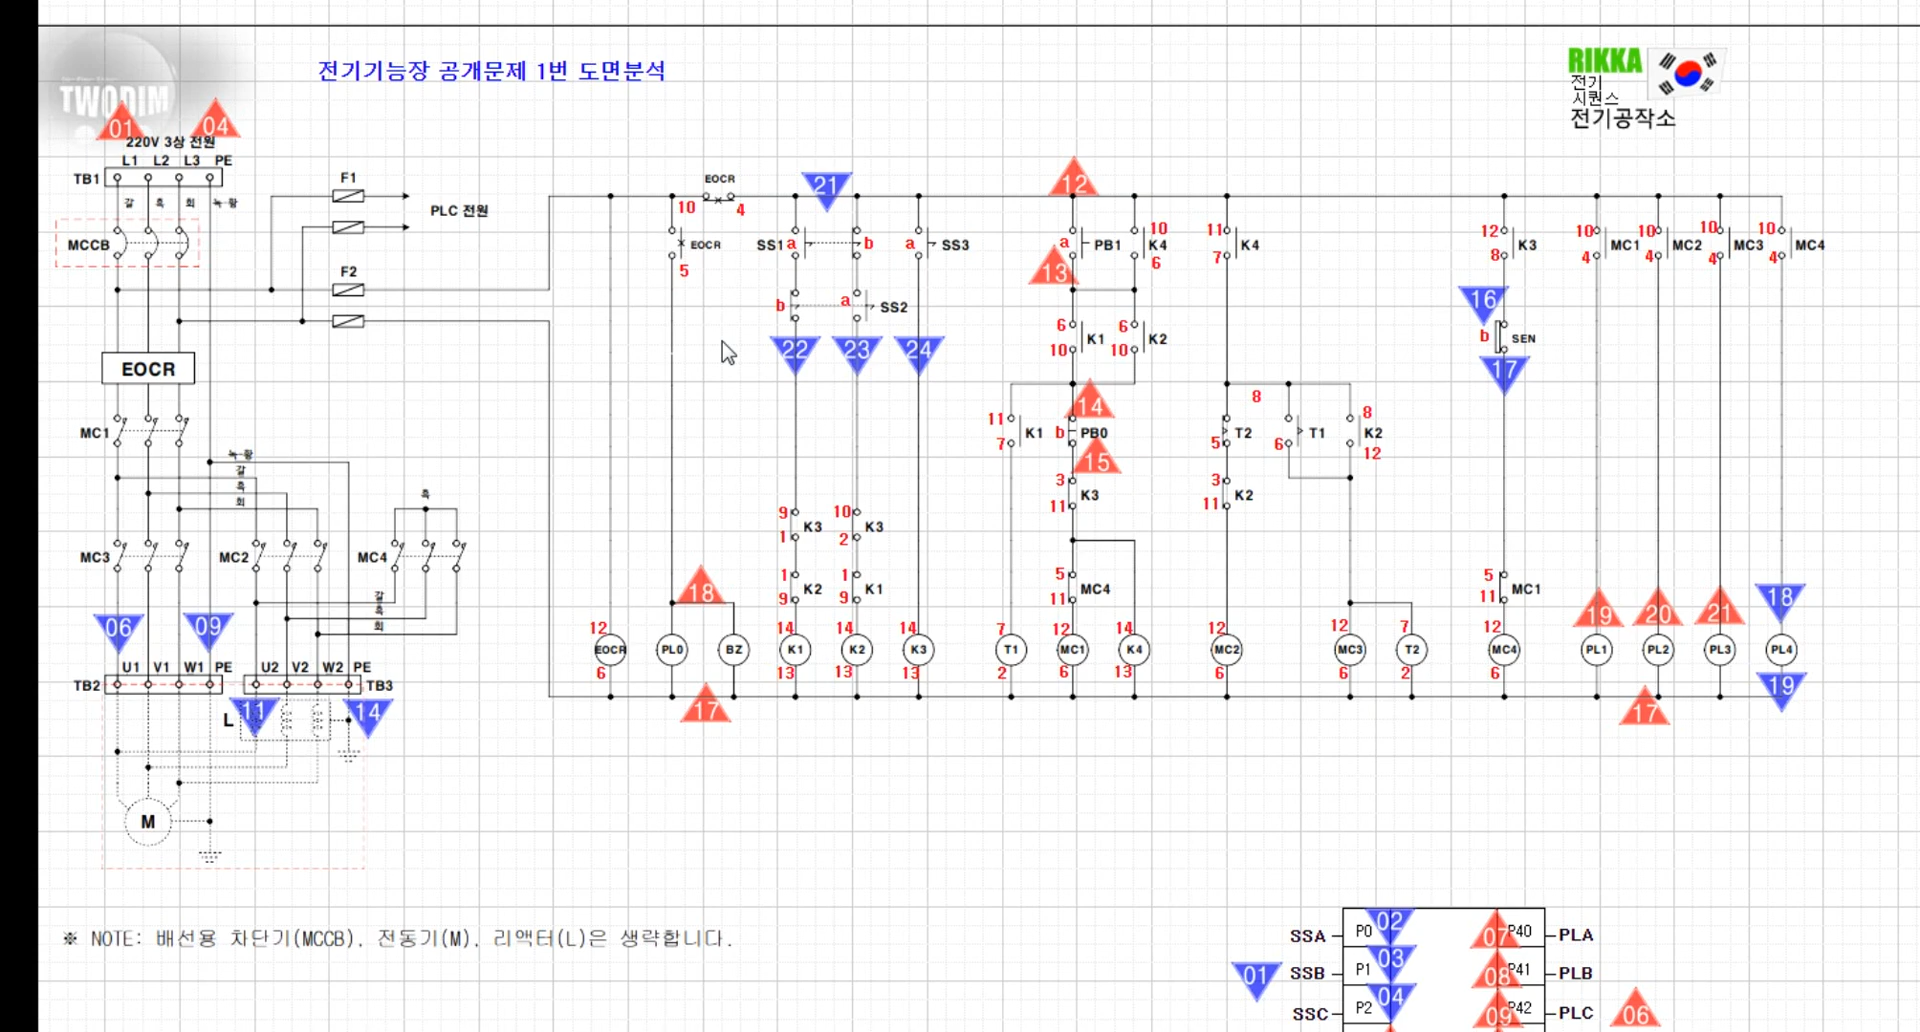 전기기능장 공개문제 1번 도면분석
RIKKA
전기
시퀀스
전기공작소
TWODIM
01 04
220V 3상 전원
L1 L2 L3 PE
TB1
갈 흑 회 녹-황
MCCB
F1
PLC 전원
F2
EOCR
MC1
녹-황
갈
흑
회
흑
MC3 MC2 MC4
갈
흑
회
06 09
U1 V1 W1 PE U2 V2 W2 PE
TB2 TB3
L 11 14
M
EOCR 21 12
10 4
EOCR SS1 a b a SS3 a PB1 10 K4 11 K4 12 K3 10 MC1 10 MC2 10 MC3 10 MC4
5 13 6 7 8 4 4 4 4
b a SS2 16
6 K1 6 K2 b SEN
22 23 24 10 10 17
14 8
11 K1 b PB0 T2 T1 8 K2
7 15 5 6 12
3 K3 3 K2
11 11
9 K3 10 K3
1 2
1 K2 1 K1 5 MC4 5 MC1
9 9 11 11
18 19 20 21 18
12 14 14 14 7 12 14 12 12 7 12
EOCR PL0 BZ K1 K2 K3 T1 MC1 K4 MC2 MC3 T2 MC4 PL1 PL2 PL3 PL4
6 13 13 13 2 6 13 6 6 2 6
17 17 19
※ NOTE: 배선용 차단기(MCCB), 전동기(M), 리액터(L)은 생략합니다.
SSA P0 02 07 P40 PLA
01 SSB P1 03 08 P41 PLB
SSC P2 04 09 P42 PLC 06